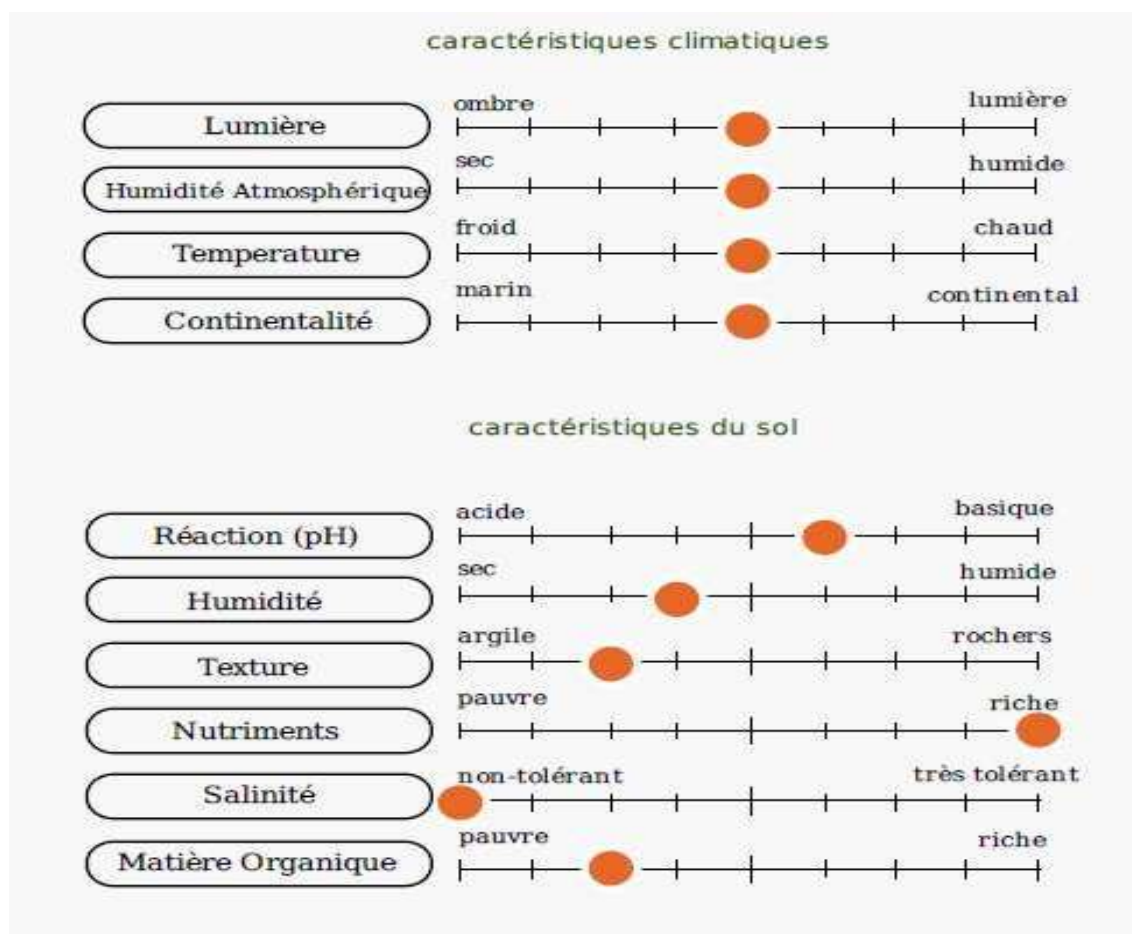 caractéristiques climatiques
Lumière
ombre
lumière
Humidité Atmosphérique
sec
humide
Temperature
froid
chaud
Continentalité
marin
continental
caractéristiques du sol
Réaction (pH)
acide
basique
Humidité
sec
humide
Texture
argile
rochers
Nutriments
pauvre
riche
Salinité
non-tolérant
très tolérant
Matière Organique
pauvre
riche